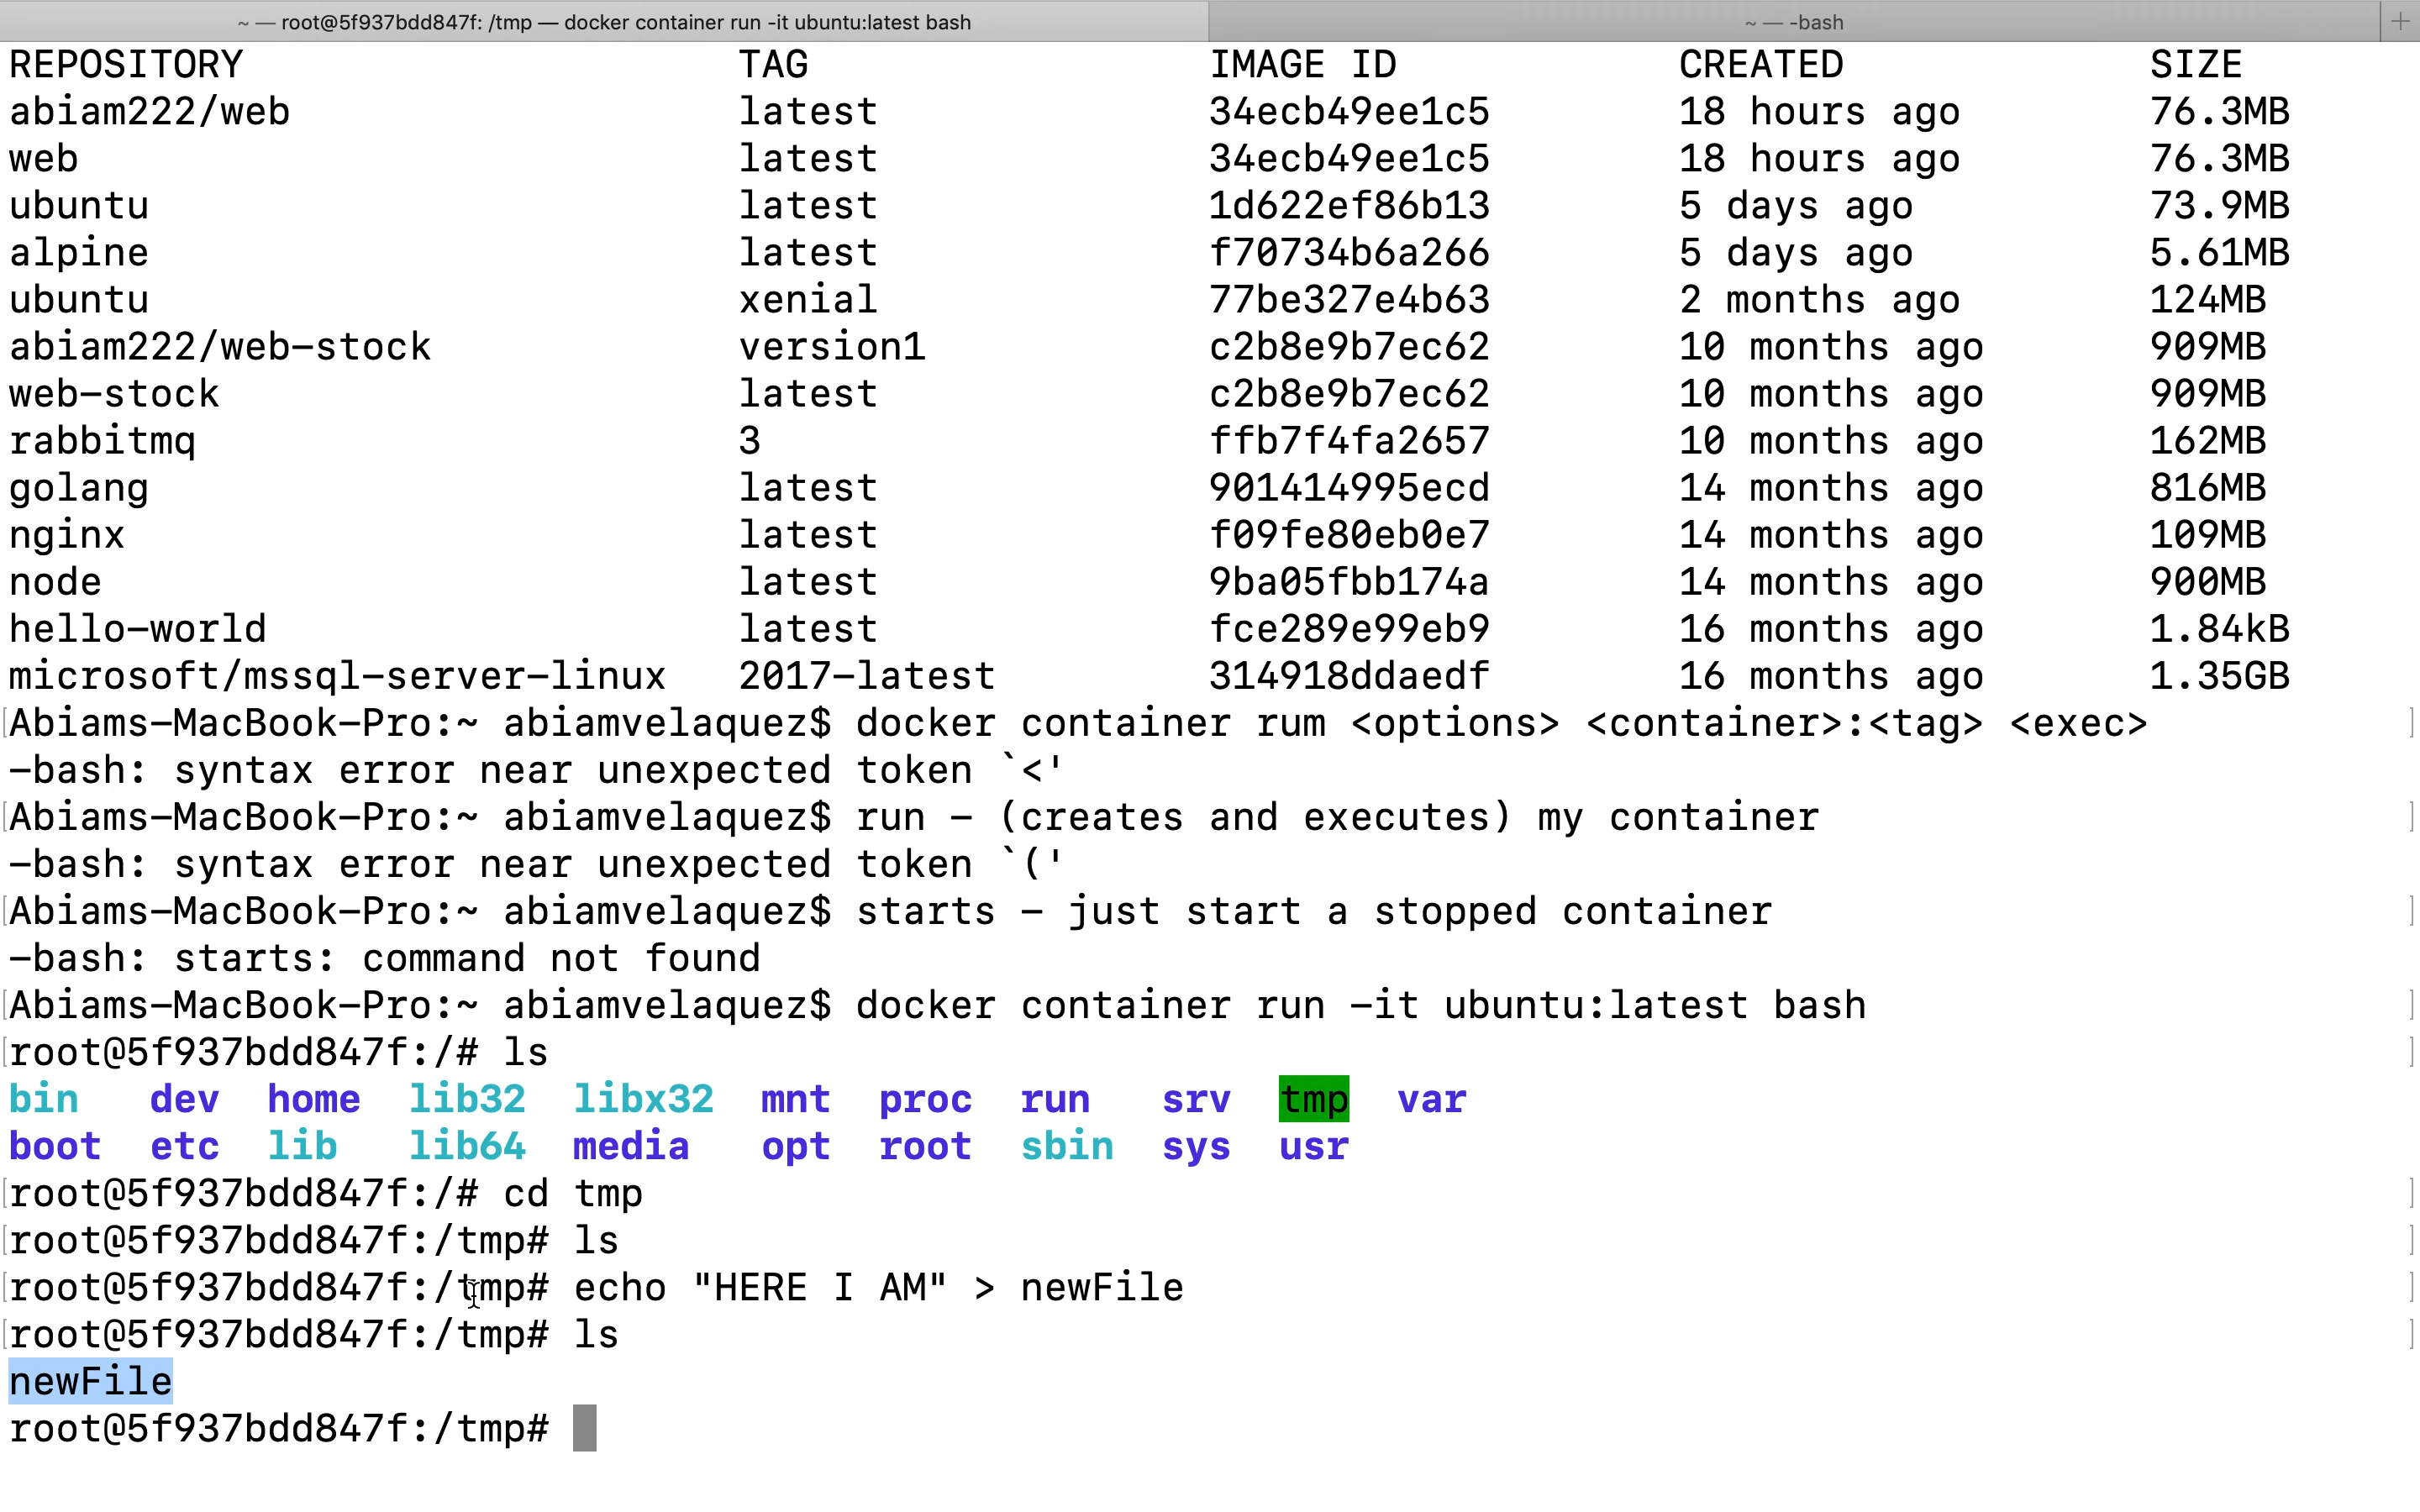 ~ — root@5f937bdd847f: /tmp — docker container run -it ubuntu:latest bash
~ — -bash
REPOSITORY TAG IMAGE ID CREATED SIZE
abiam222/web latest 34ecb49ee1c5 18 hours ago 76.3MB
web latest 34ecb49ee1c5 18 hours ago 76.3MB
ubuntu latest 1d622ef86b13 5 days ago 73.9MB
alpine latest f70734b6a266 5 days ago 5.61MB
ubuntu xenial 77be327e4b63 2 months ago 124MB
abiam222/web-stock version1 c2b8e9b7ec62 10 months ago 909MB
web-stock latest c2b8e9b7ec62 10 months ago 909MB
rabbitmq 3 ffb7f4fa2657 10 months ago 162MB
golang latest 901414995ecd 14 months ago 816MB
nginx latest f09fe80eb0e7 14 months ago 109MB
node latest 9ba05fbb174a 14 months ago 900MB
hello-world latest fce289e99eb9 16 months ago 1.84kB
microsoft/mssql-server-linux 2017-latest 314918ddaedf 16 months ago 1.35GB
[Abiams-MacBook-Pro:~ abiamvelaquez$ docker container rum <options> <container>:<tag> <exec> ]
-bash: syntax error near unexpected token `<'
[Abiams-MacBook-Pro:~ abiamvelaquez$ run - (creates and executes) my container ]
-bash: syntax error near unexpected token `('
[Abiams-MacBook-Pro:~ abiamvelaquez$ starts - just start a stopped container ]
-bash: starts: command not found
[Abiams-MacBook-Pro:~ abiamvelaquez$ docker container run -it ubuntu:latest bash ]
[root@5f937bdd847f:/# ls ]
bin dev home lib32 libx32 mnt proc run srv tmp var
boot etc lib lib64 media opt root sbin sys usr
[root@5f937bdd847f:/# cd tmp ]
[root@5f937bdd847f:/tmp# ls ]
[root@5f937bdd847f:/tmp# echo "HERE I AM" > newFile ]
[root@5f937bdd847f:/tmp# ls ]
newFile
root@5f937bdd847f:/tmp#